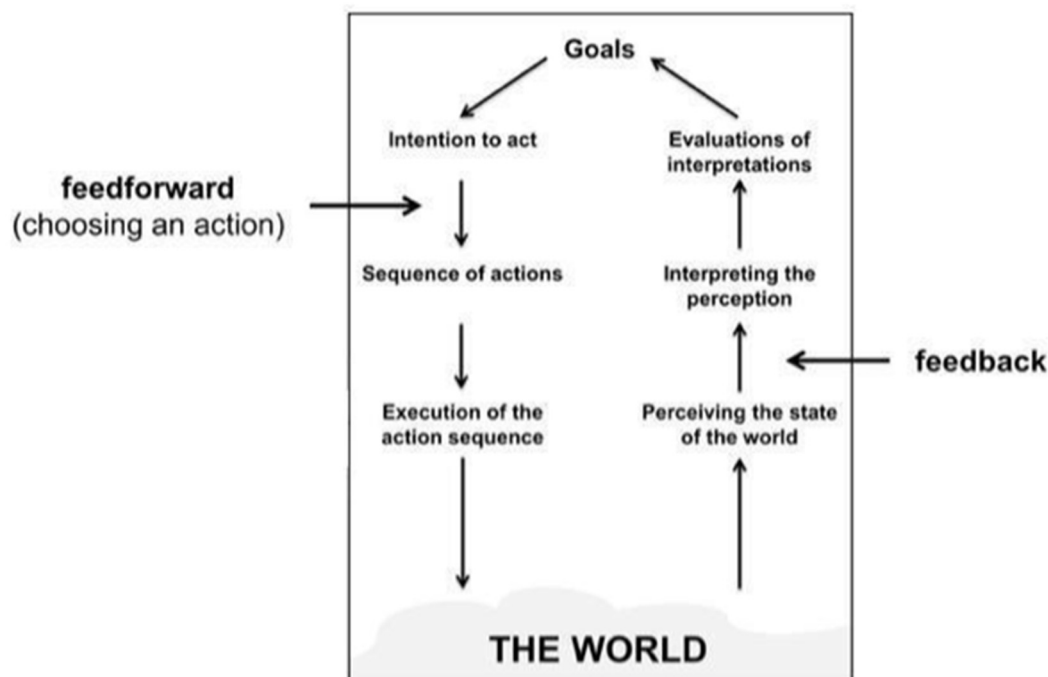 Goals
Intention to act
Evaluations of
interpretations
feedforward
(choosing an action)
Sequence of actions
Interpreting the
perception
feedback
Execution of the
action sequence
Perceiving the state
of the world
THE WORLD